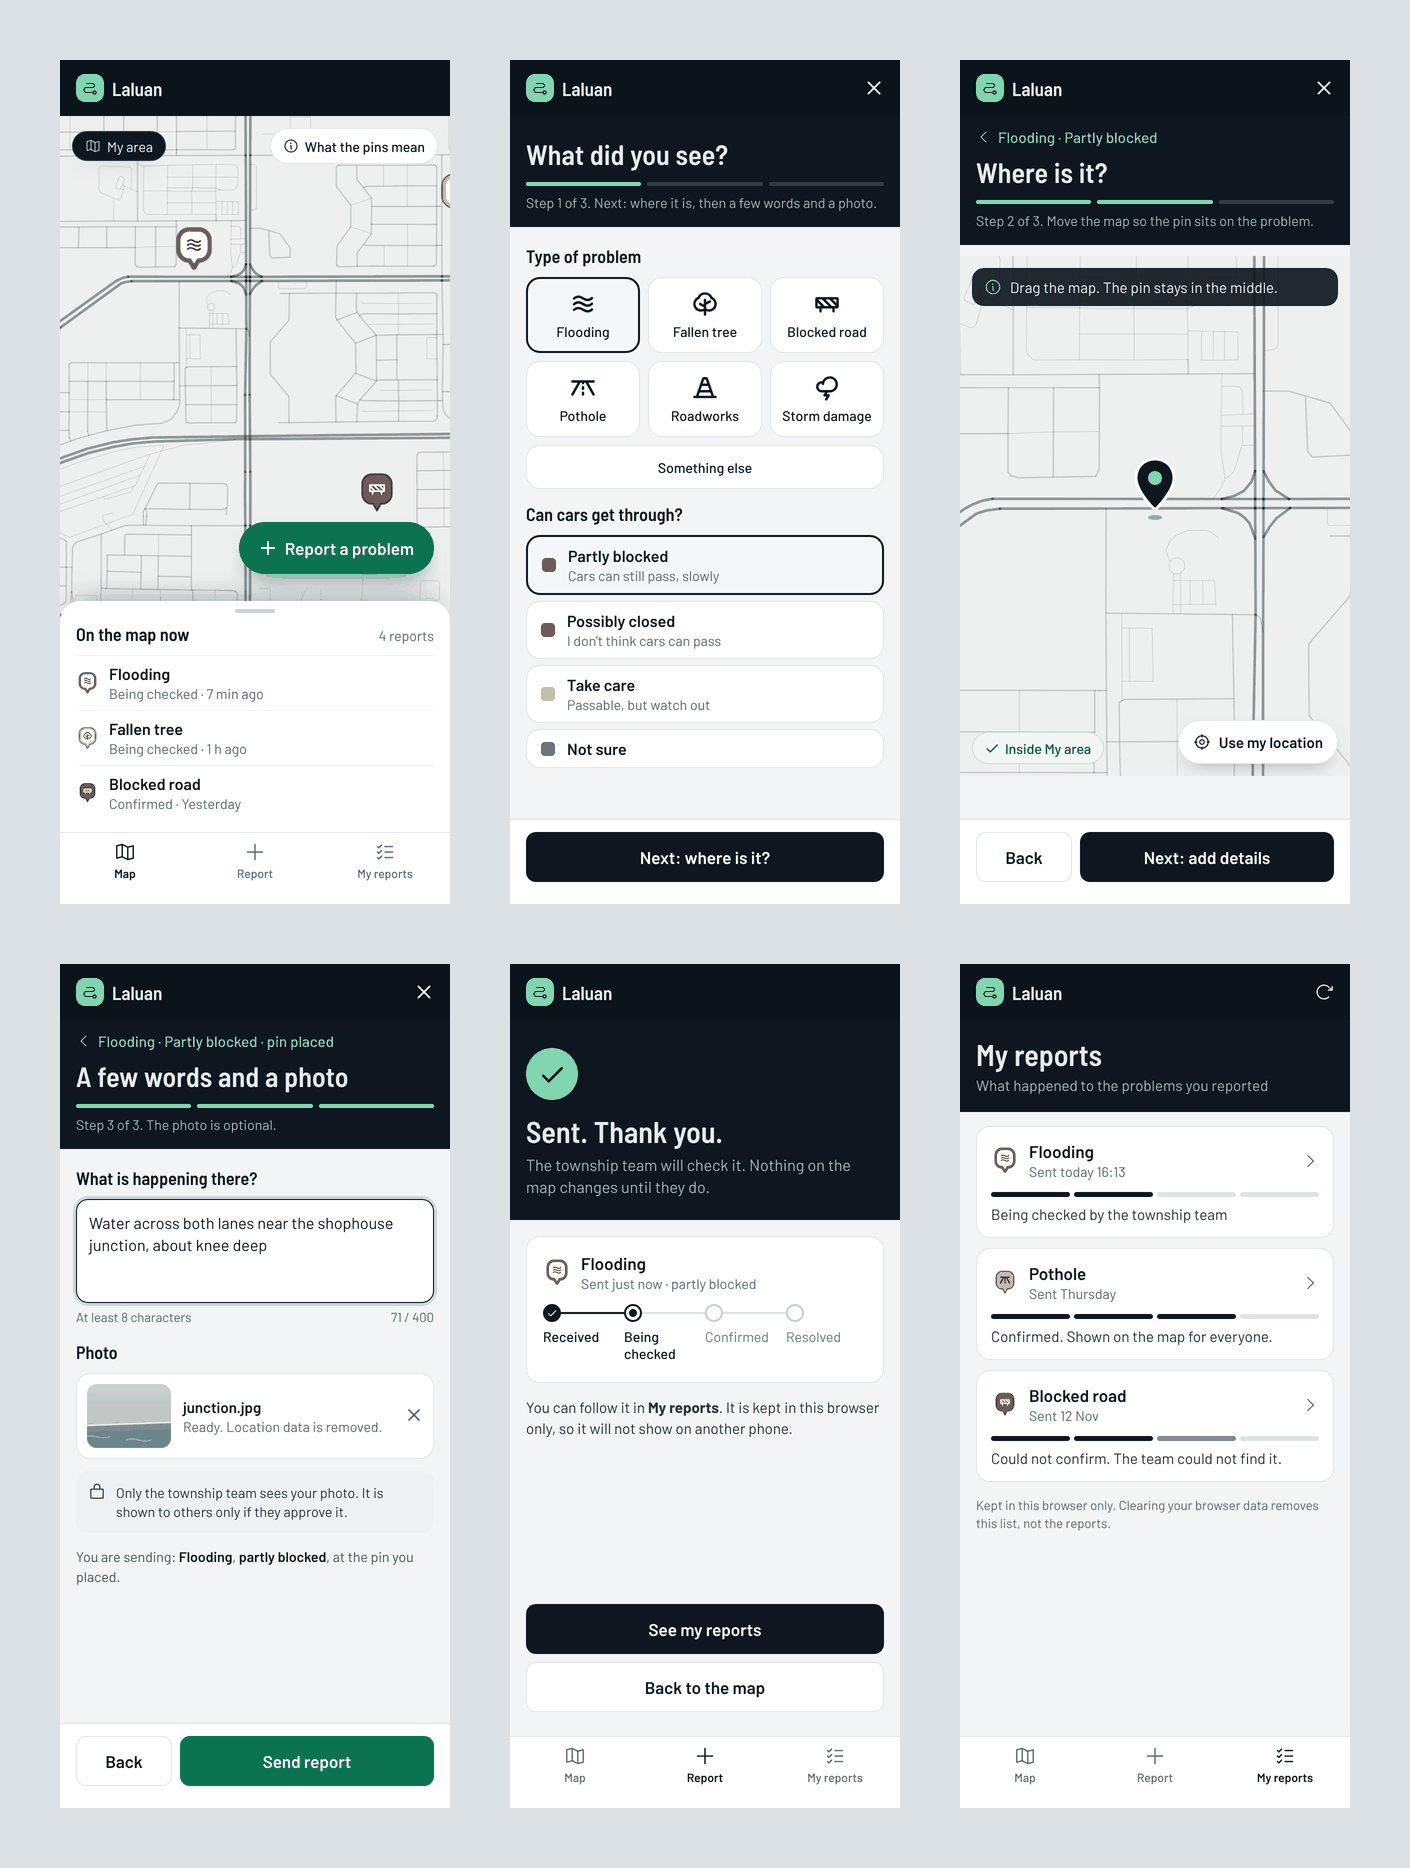 Laluan
My area
What the pins mean
Report a problem
On the map now
4 reports
Flooding
Being checked · 7 min ago
Fallen tree
Being checked · 1 h ago
Blocked road
Confirmed · Yesterday
Map
Report
My reports
Laluan
What did you see?
Step 1 of 3. Next: where it is, then a few words and a photo.
Type of problem
Flooding
Fallen tree
Blocked road
Pothole
Roadworks
Storm damage
Something else
Can cars get through?
Partly blocked
Cars can still pass, slowly
Possibly closed
I don't think cars can pass
Take care
Passable, but watch out
Not sure
Next: where is it?
Laluan
Flooding · Partly blocked
Where is it?
Step 2 of 3. Move the map so the pin sits on the problem.
Drag the map. The pin stays in the middle.
Inside My area
Use my location
Back
Next: add details
Laluan
Flooding · Partly blocked · pin placed
A few words and a photo
Step 3 of 3. The photo is optional.
What is happening there?
Water across both lanes near the shophouse
junction, about knee deep
At least 8 characters
71 / 400
Photo
junction.jpg
Ready. Location data is removed.
Only the township team sees your photo. It is
shown to others only if they approve it.
You are sending: Flooding, partly blocked, at the pin you
placed.
Back
Send report
Laluan
Sent. Thank you.
The township team will check it. Nothing on the
map changes until they do.
Flooding
Sent just now · partly blocked
Received
Being
checked
Confirmed
Resolved
You can follow it in My reports. It is kept in this browser
only, so it will not show on another phone.
See my reports
Back to the map
Map
Report
My reports
Laluan
My reports
What happened to the problems you reported
Flooding
Sent today 16:13
Being checked by the township team
Pothole
Sent Thursday
Confirmed. Shown on the map for everyone.
Blocked road
Sent 12 Nov
Could not confirm. The team could not find it.
Kept in this browser only. Clearing your browser data removes
this list, not the reports.
Map
Report
My reports